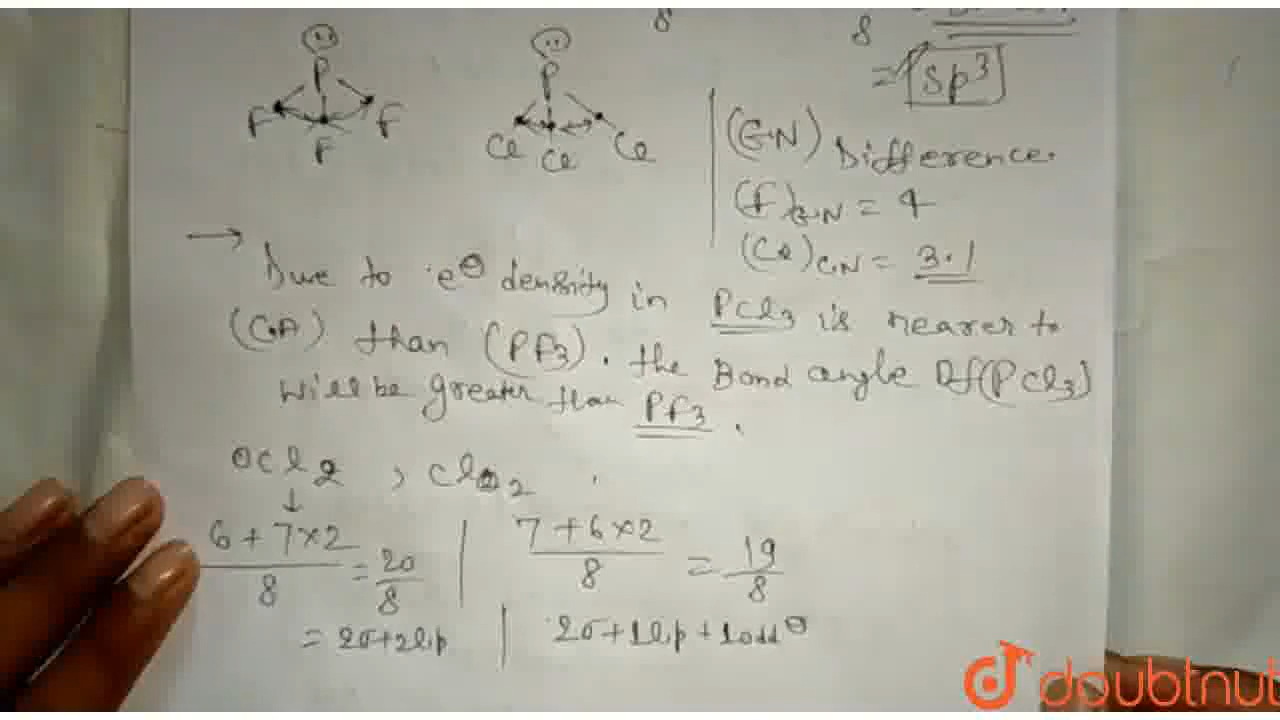 8
8
P
P
= sp³
F
F
F
Cl
Cl
Cl
(E·N) Difference.
(F)E·N = 4
(Cl)E·N = 3.1
→ Due to e⊖ density in PCl3 is nearer to
(C·A) than (PF3). the Bond angle Of (PCl3)
will be greater than PF3.
OCl2 , ClO2
↓
6+7×2/8 = 20/8 | 7+6×2/8 = 19/8
= 2σ+2l·p | 2σ+1l·p+1odd⊖
doubtnut